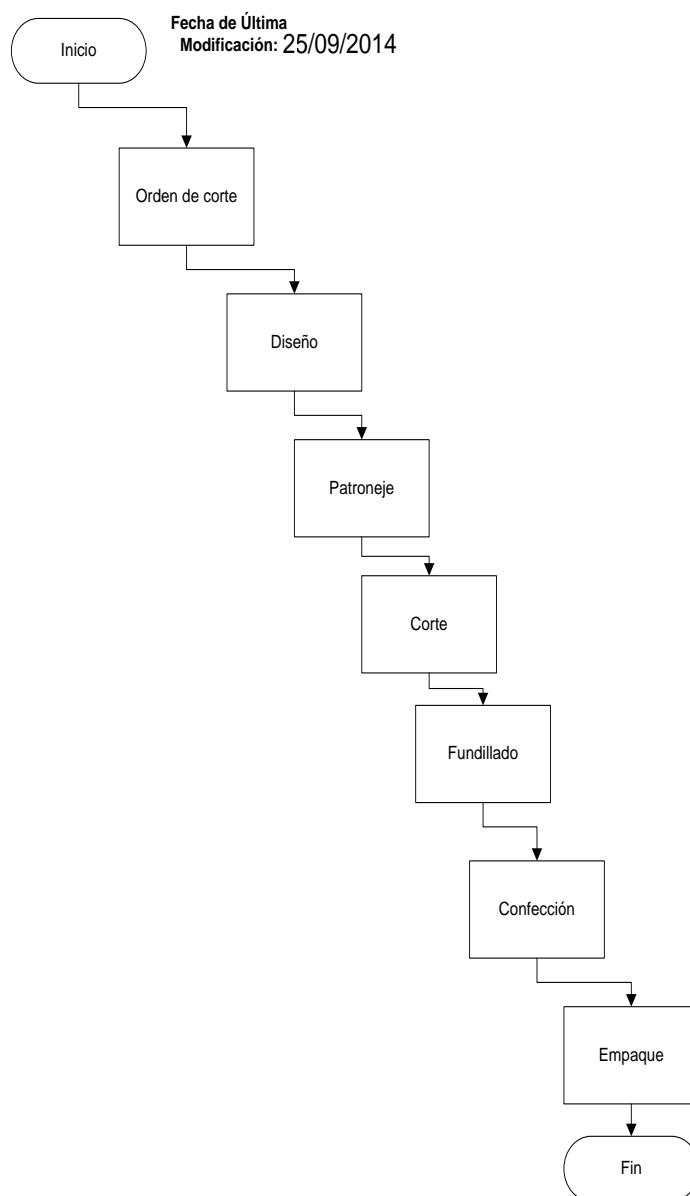 Fecha de Última
Modificación: 25/09/2014
Inicio
Orden de corte
Diseño
Patroneje
Corte
Fundillado
Confección
Empaque
Fin